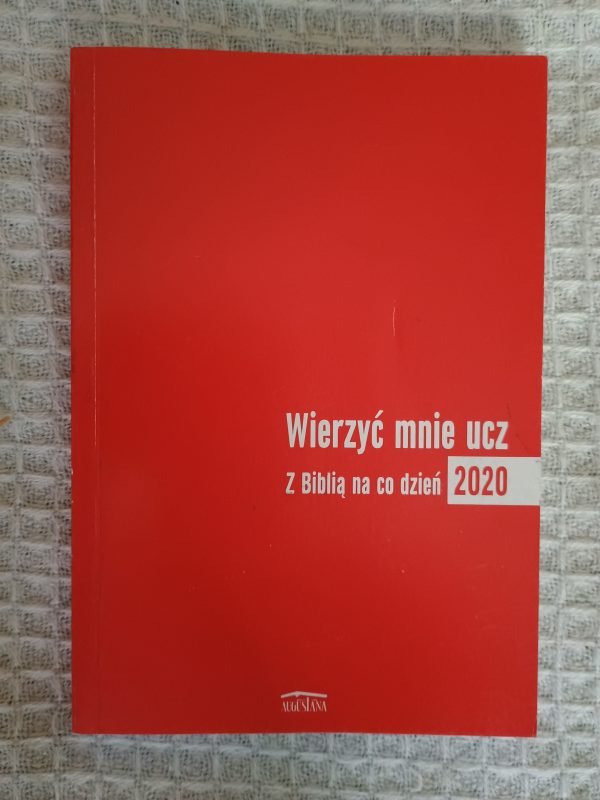 Wierzyć mnie ucz
Z Biblią na co dzień 2020
AUGUSTANA